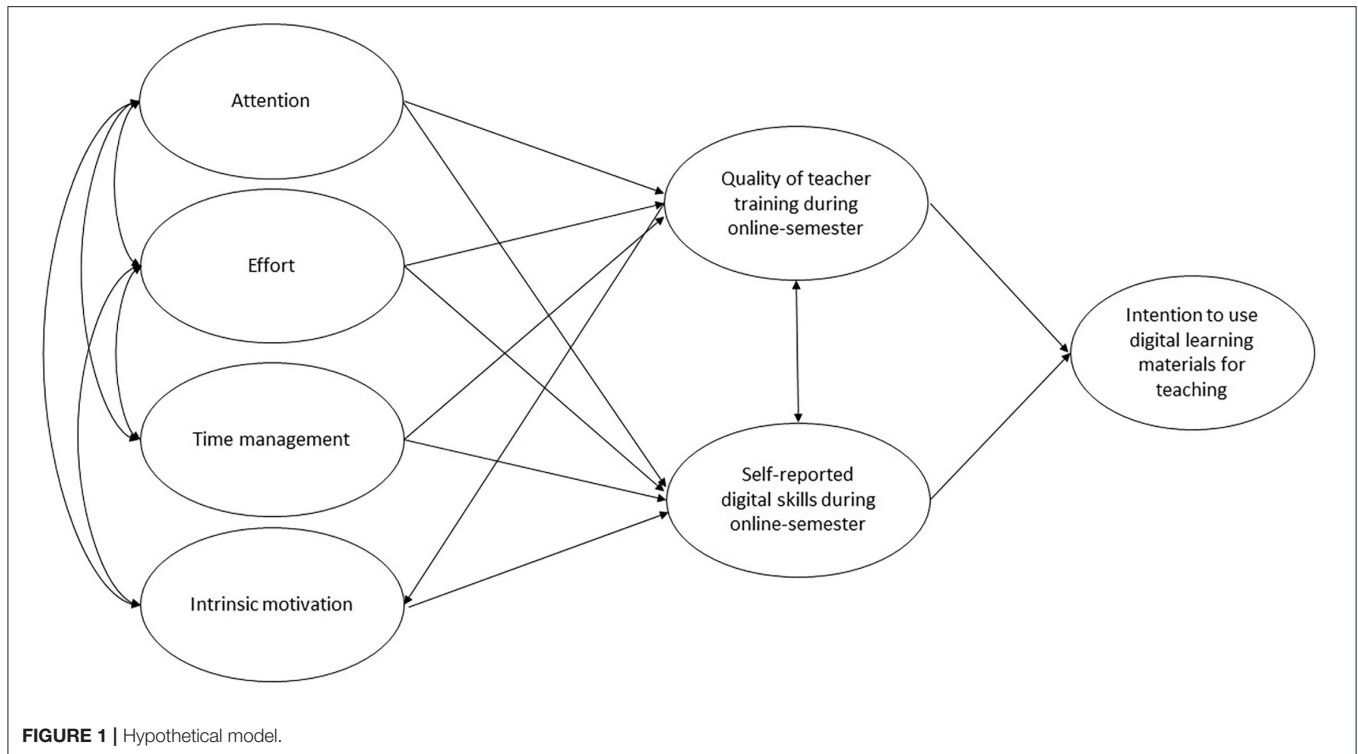 Attention
Effort
Time management
Intrinsic motivation
Quality of teacher
training during
online-semester
Self-reported
digital skills during
online-semester
Intention to use
digital learning
materials for
teaching
FIGURE 1 | Hypothetical model.